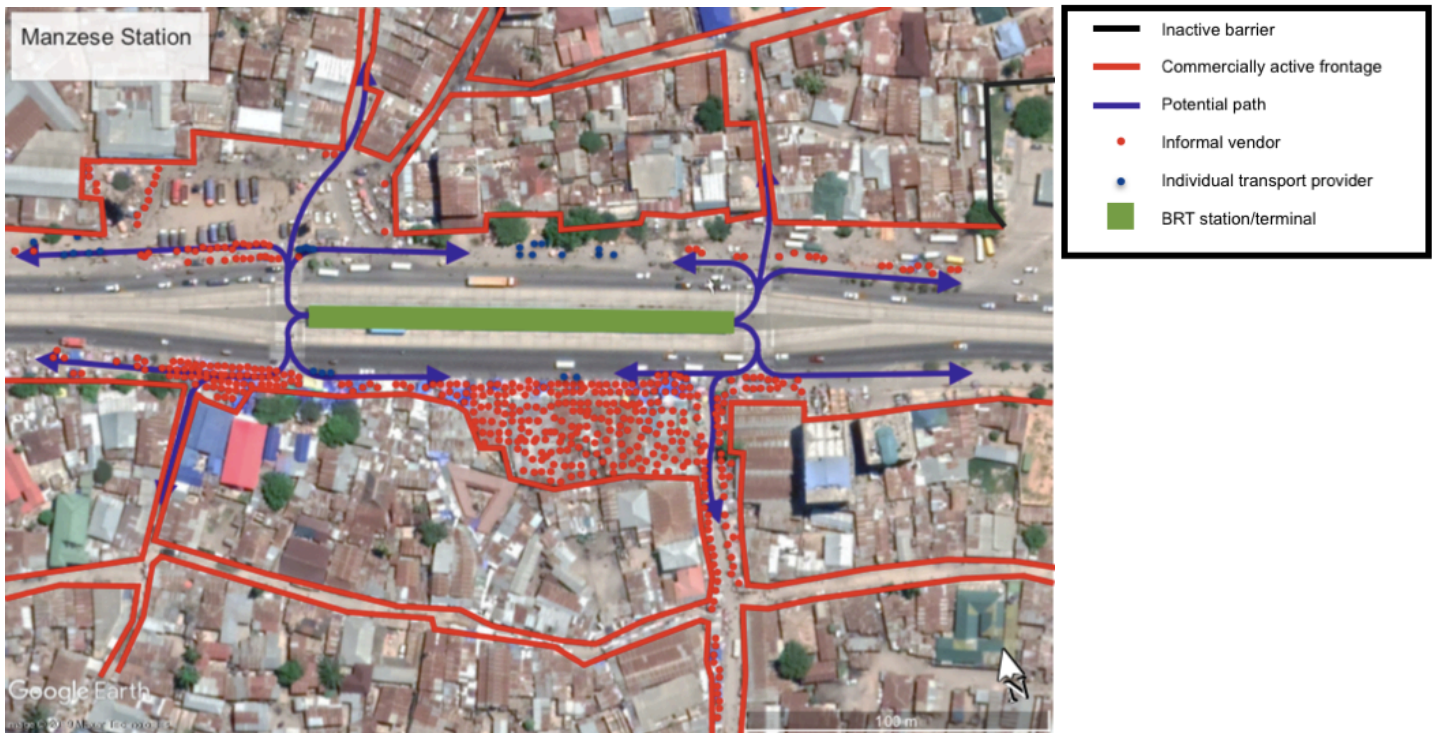 Manzese Station
Inactive barrier
Commercially active frontage
Potential path
Informal vendor
Individual transport provider
BRT station/terminal
Google Earth
100 m
N